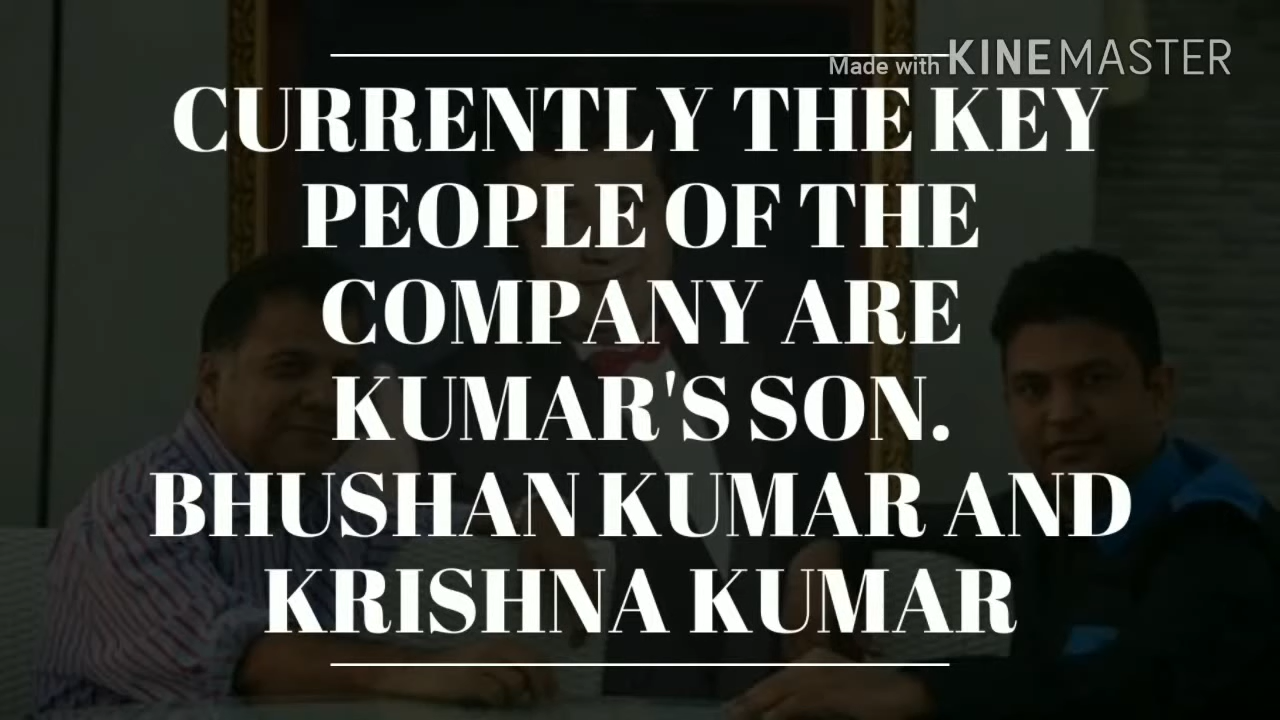 Made with KINEMASTER
CURRENTLY THE KEY
PEOPLE OF THE
COMPANY ARE
KUMAR'S SON.
BHUSHAN KUMAR AND
KRISHNA KUMAR